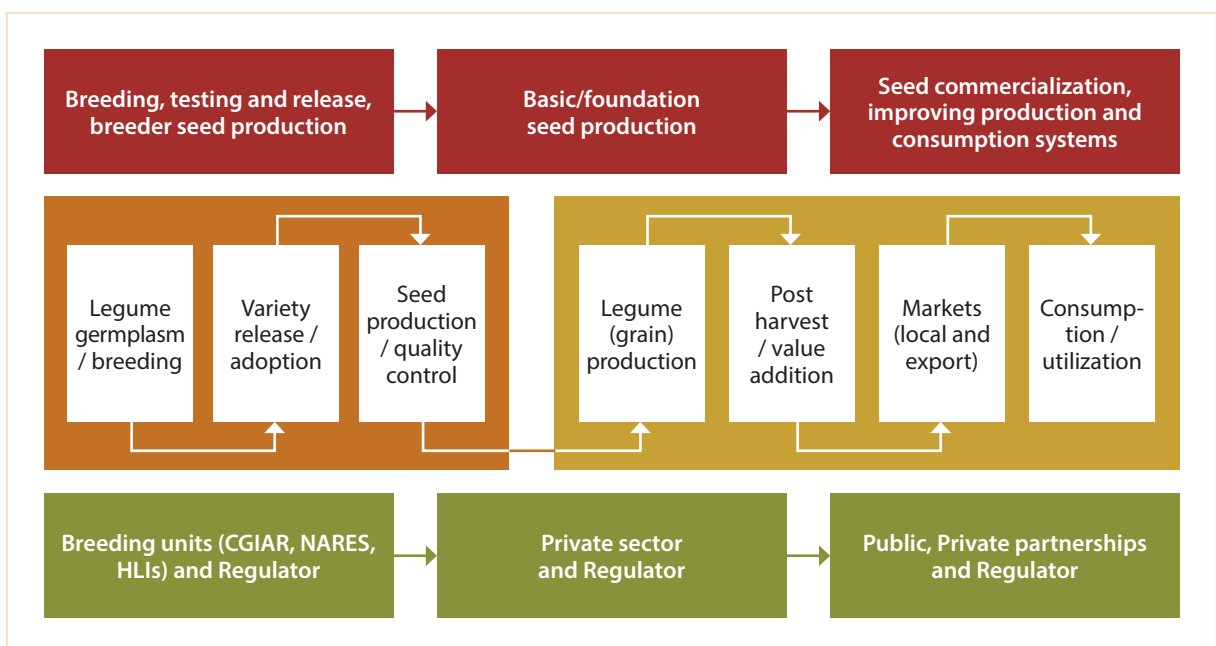 Breeding, testing and release,
breeder seed production
Basic/foundation
seed production
Seed commercialization,
improving production and
consumption systems
Legume
germplasm
/ breeding
Variety
release /
adoption
Seed
production
/ quality
control
Legume
(grain)
production
Post
harvest
/ value
addition
Markets
(local and
export)
Consump-
tion /
utilization
Breeding units (CGIAR, NARES,
HLIs) and Regulator
Private sector
and Regulator
Public, Private partnerships
and Regulator